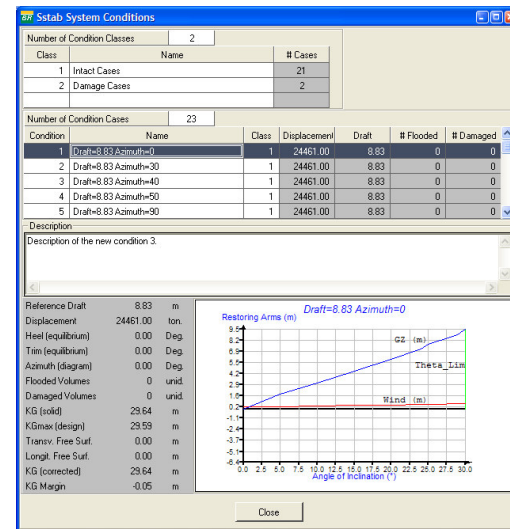 BR Sstab System Conditions
Number of Condition Classes 2
Class Name # Cases
1 Intact Cases 21
2 Damage Cases 2
Number of Condition Cases 23
Condition Name Class Displacement Draft # Flooded # Damaged
1 Draft=8.83 Azimuth=0 1 24461.00 8.83 0 0
2 Draft=8.83 Azimuth=30 1 24461.00 8.83 0 0
3 Draft=8.83 Azimuth=40 1 24461.00 8.83 0 0
4 Draft=8.83 Azimuth=50 1 24461.00 8.83 0 0
5 Draft=8.83 Azimuth=90 1 24461.00 8.83 0 0
Description
Description of the new condition 3.
Reference Draft 8.83 m
Displacement 24461.00 ton.
Heel (equilibrium) 0.00 Deg.
Trim (equilibrium) 0.00 Deg.
Azimuth (diagram) 0.00 Deg.
Flooded Volumes 0 unid.
Damaged Volumes 0 unid.
KG (solid) 29.64 m
KGmax (design) 29.59 m
Transv. Free Surf. 0.00 m
Longit. Free Surf. 0.00 m
KG (corrected) 29.64 m
KG Margin -0.05 m
Draft=8.83 Azimuth=0
Restoring Arms (m)
9.5
8.2
6.9
5.5
4.2
2.9
1.6
0.2
-1.1
-2.4
-3.7
-5.1
-6.4
GZ (m)
Theta_Lim
Wind (m)
0.0 2.5 5.0 7.5 10.0 12.5 15.0 17.5 20.0 22.5 25.0 27.5 30.0
Angle of Inclination (°)
Close